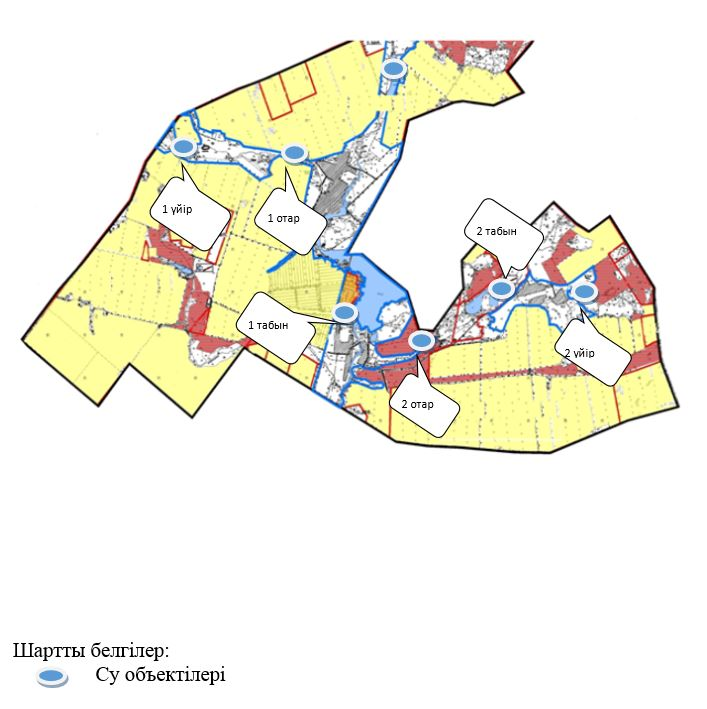 1 үйір
1 отар
2 табын
1 табын
2 үйір
2 отар
Шартты белгілер:
Су объектілері